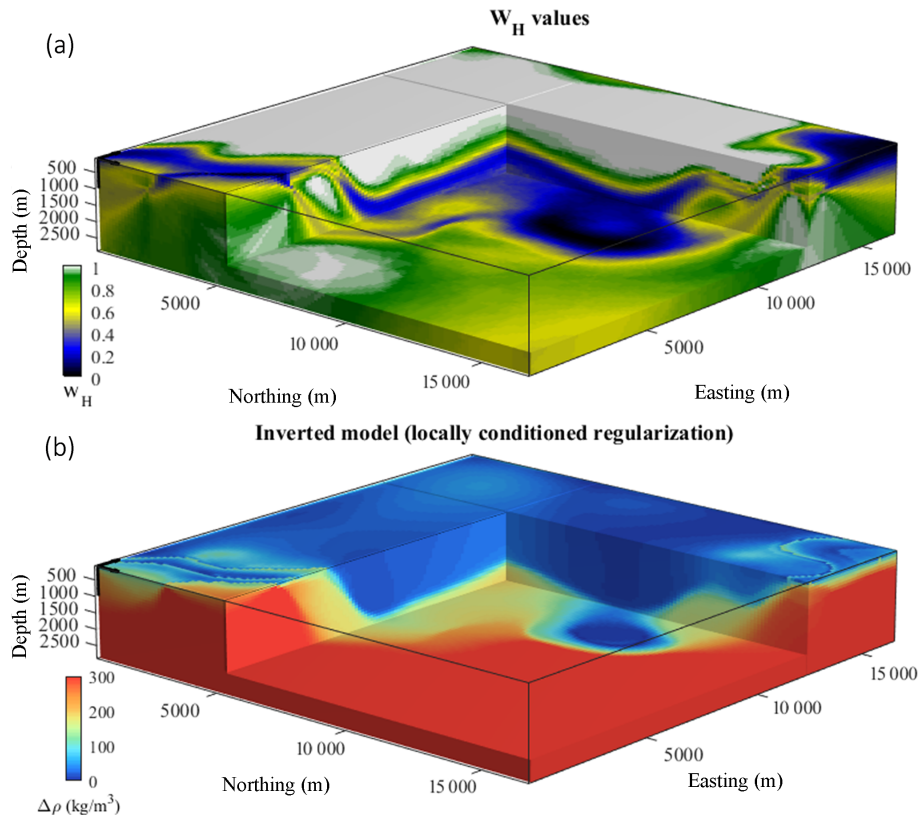 W_H values
(a)
500
1000
1500
2000
2500
Depth (m)
1
0.8
0.6
0.4
0.2
0
W_H
5000
10 000
15 000
Northing (m)
5000
10 000
15 000
Easting (m)
(b)
Inverted model (locally conditioned regularization)
500
1000
1500
2000
2500
Depth (m)
300
200
100
0
Δρ (kg/m³)
5000
10 000
15 000
Northing (m)
5000
10 000
15 000
Easting (m)